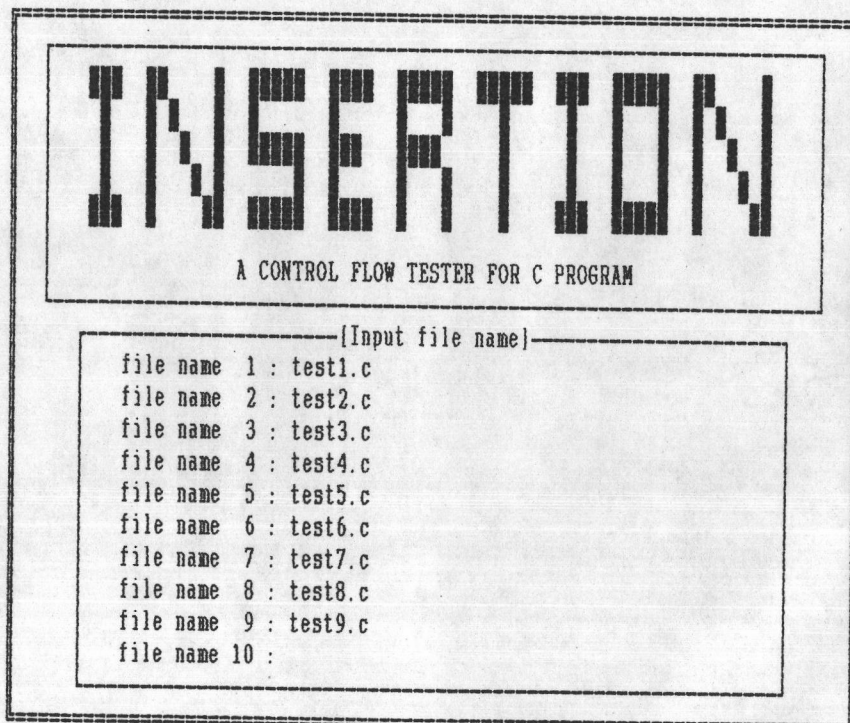 INSERTION
A CONTROL FLOW TESTER FOR C PROGRAM
[Input file name]
file name 1 : test1.c
file name 2 : test2.c
file name 3 : test3.c
file name 4 : test4.c
file name 5 : test5.c
file name 6 : test6.c
file name 7 : test7.c
file name 8 : test8.c
file name 9 : test9.c
file name 10 :